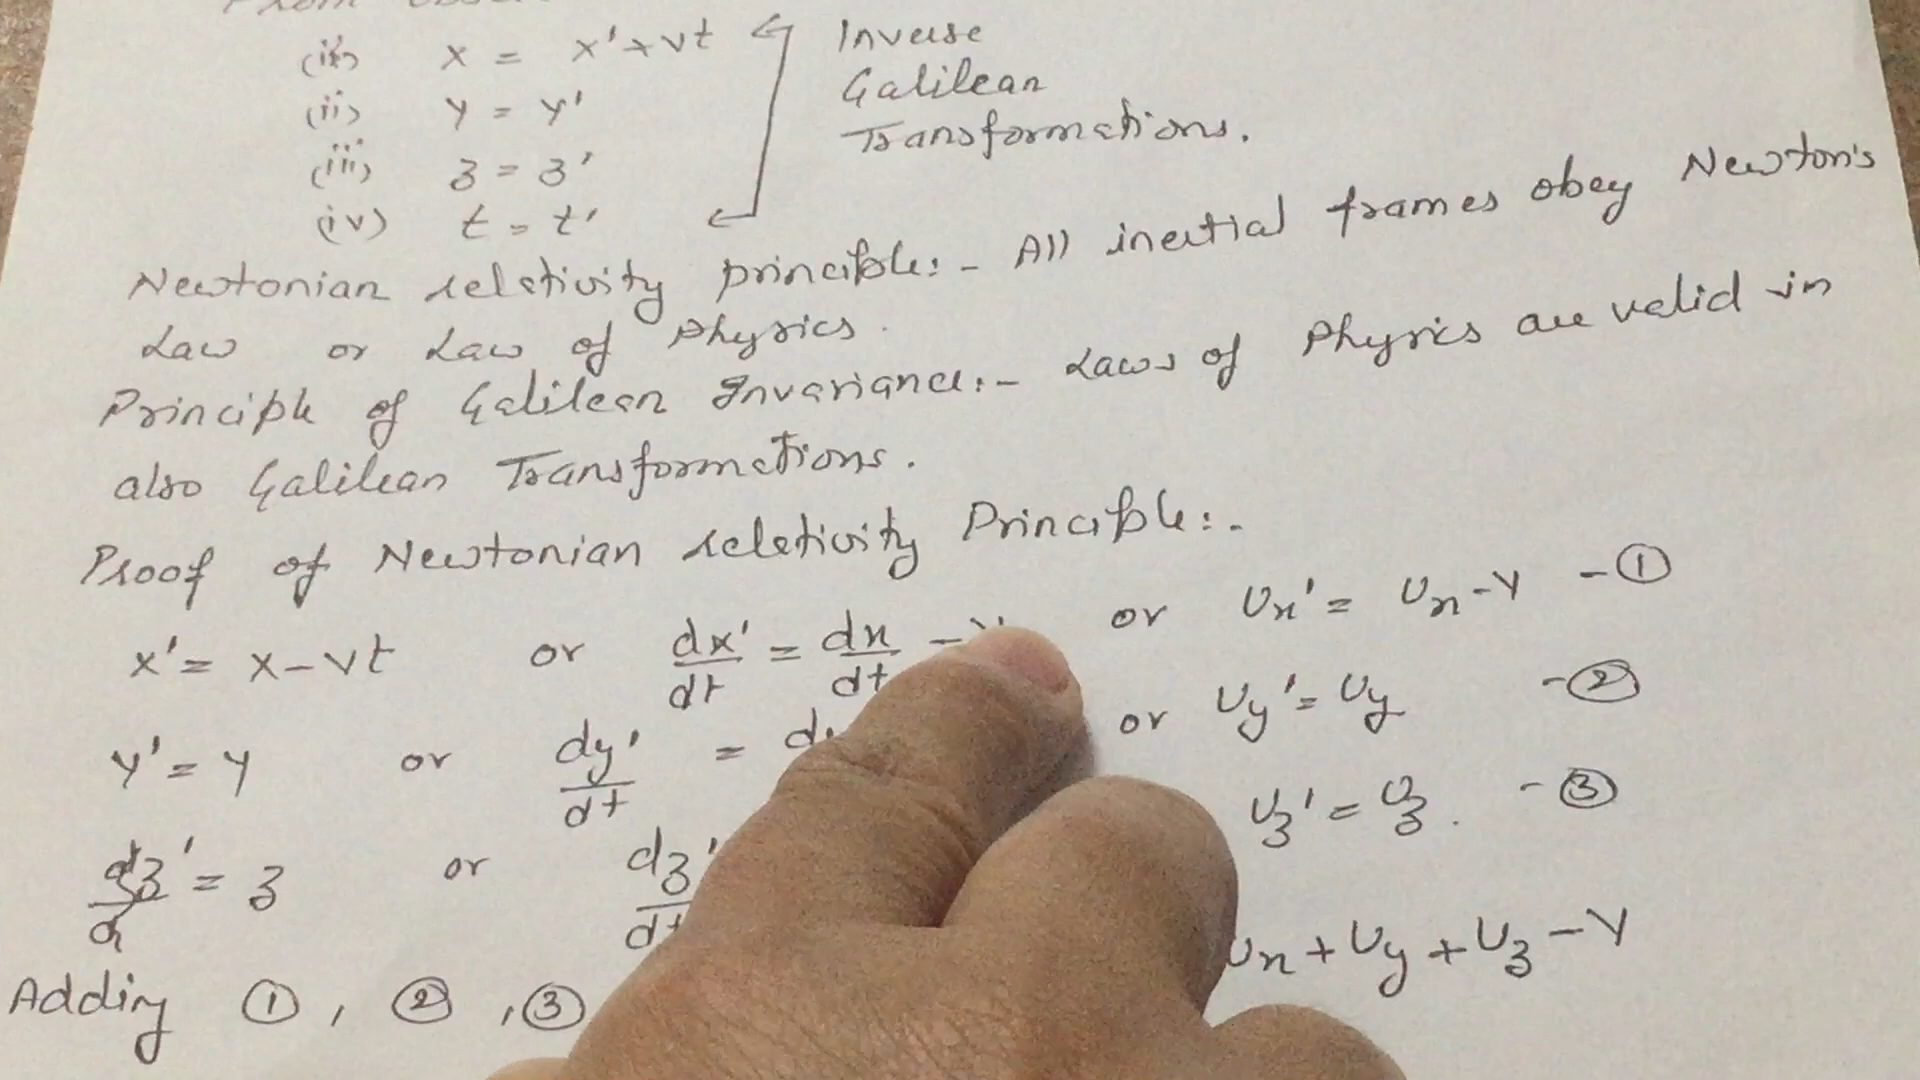 (ii) x = x'+vt Inverse
(ii) y = y' Galilean
(iii) z = z' Transformations.
(iv) t = t'
Newtonian relativity principle:- All inertial frames obey Newton's
Law or Law of Physics.
Principle of Galilean Invariance:- Laws of Physics are valid in
also Galilean Transformations.
Proof of Newtonian relativity Principle:-
x' = x-vt or dx'/dt = dx/dt - v or Ux' = Ux-v -①
y' = y or dy'/dt = or Uy' = Uy -②
z' = z or dz' Uz' = Uz. -③
Adding ①, ②, ③ Ux+Uy+Uz-v